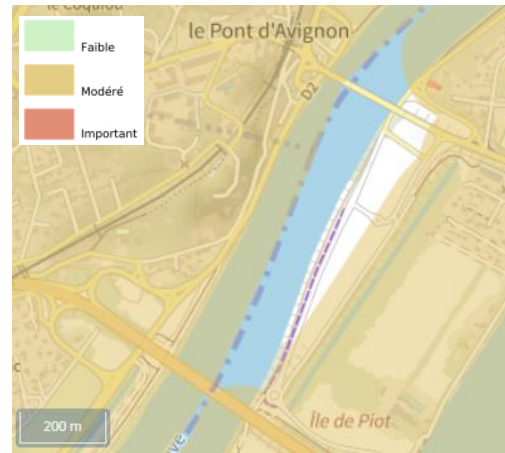 le Coquiou
Faible
le Pont d'Avignon
Modéré
D2
Important
200 m
Île de Piot